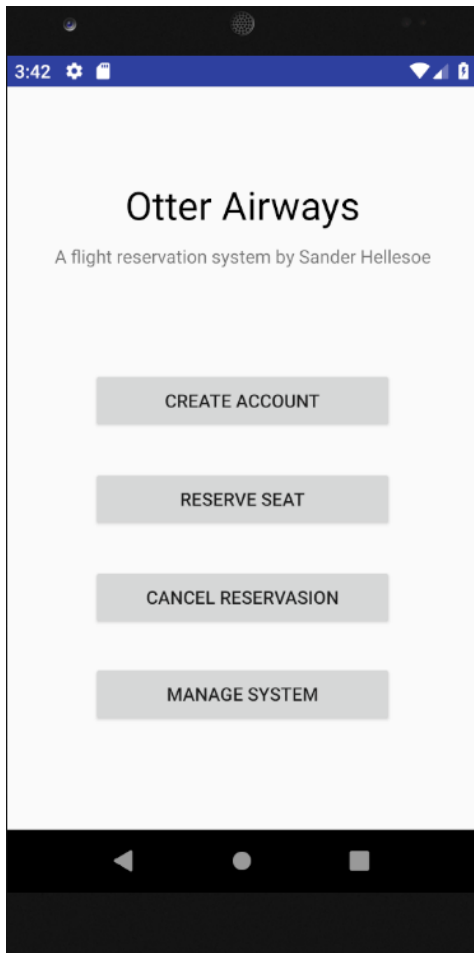 3:42
Otter Airways
A flight reservation system by Sander Hellesoe
CREATE ACCOUNT
RESERVE SEAT
CANCEL RESERVASION
MANAGE SYSTEM